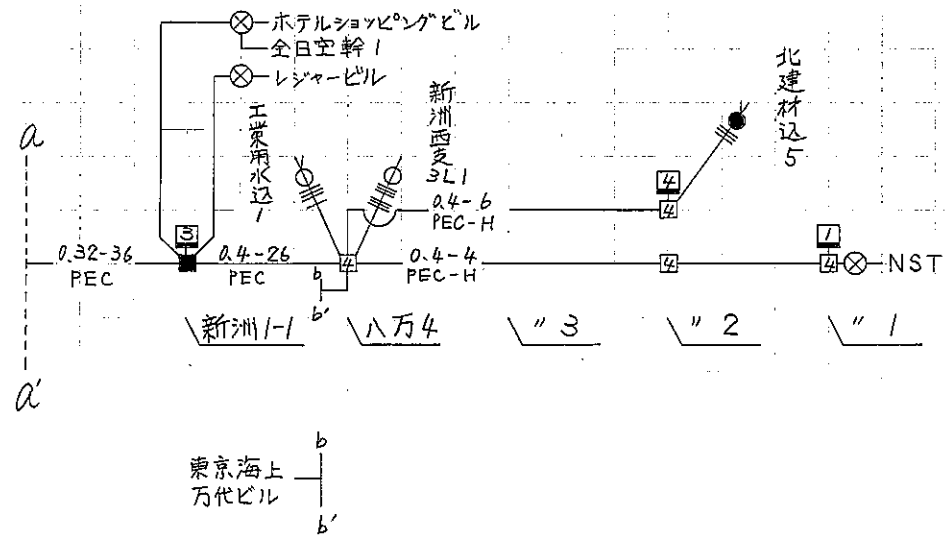 ホテルショッピングビル
全日空幹1
レジャービル
工業用水込1
新洲西支
3L1
北建材込5
a
4
0.4-6
PEC-H
3
1
0.32-36
PEC
0.4-26
PEC
4
0.4-4
PEC-H
4
4
4
NST
b
b'
新洲1-1
八万4
〃3
〃2
〃1
a'
b
東京海上
万代ビル
b'